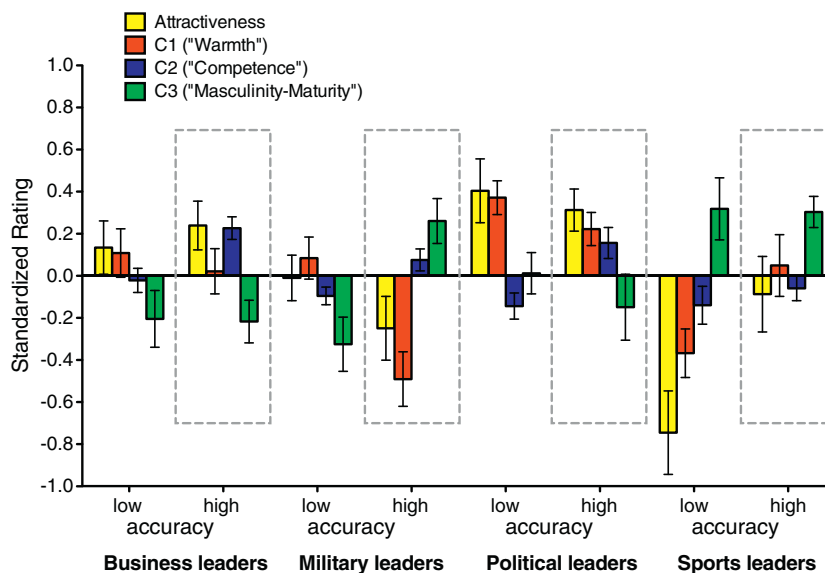 Attractiveness
C1 ("Warmth")
C2 ("Competence")
C3 ("Masculinity-Maturity")
1.0
0.8
0.6
0.4
0.2
0.0
-0.2
-0.4
-0.6
-0.8
-1.0
Standardized Rating
low high low high low high low high
accuracy accuracy accuracy accuracy
Business leaders Military leaders Political leaders Sports leaders